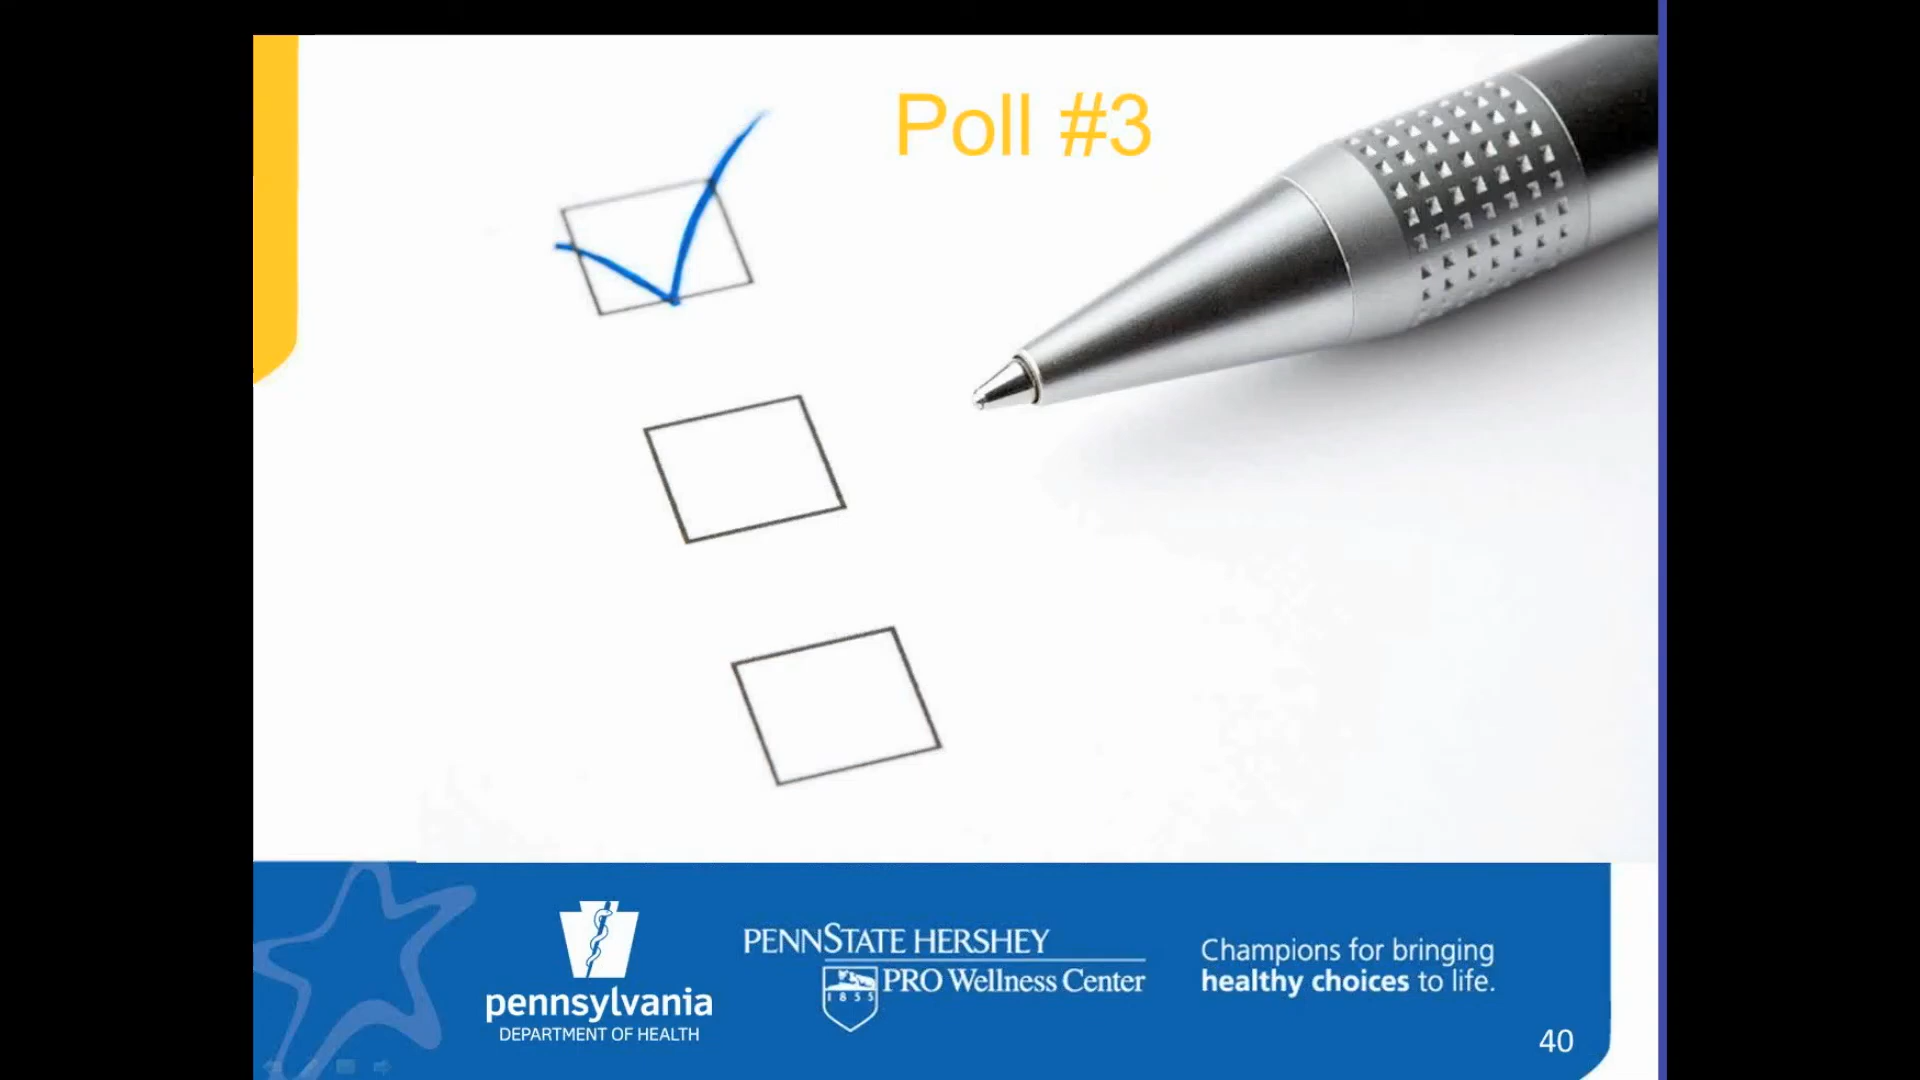 Poll #3
pennsylvania
DEPARTMENT OF HEALTH
PENNSTATE HERSHEY
PRO Wellness Center
1855
Champions for bringing
healthy choices to life.
40